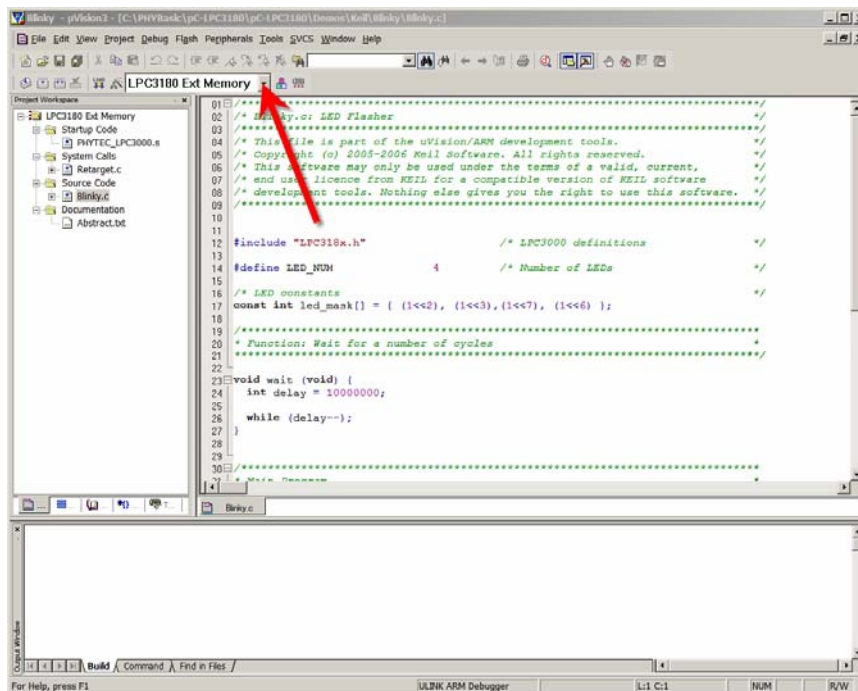 Blinky - µVision3 - [C:\PHYBasic\pC-LPC3180\pC-LPC3180\Demos\Keil\Blinky\Blinky.c]
File Edit View Project Debug Flash Peripherals Tools SVCS Window Help
LPC3180 Ext Memory
Project Workspace
LPC3180 Ext Memory
Startup Code
PHYTEC_LPC3000.s
System Calls
Retarget.c
Source Code
Blinky.c
Documentation
Abstract.txt
01 /*********************************************************************/
02 /* Blinky.c: LED Flasher */
03 /*********************************************************************/
04 /* This file is part of the uVision/ARM development tools. */
05 /* Copyright (c) 2005-2006 Keil Software. All rights reserved. */
06 /* This software may only be used under the terms of a valid, current, */
07 /* end user licence from KEIL for a compatible version of KEIL software */
08 /* development tools. Nothing else gives you the right to use this software. */
09 /*********************************************************************/
10
11
12 #include "LPC318x.h" /* LPC3000 definitions */
13
14 #define LED_NUM 4 /* Number of LEDs */
15
16 /* LED constants */
17 const int led_mask[] = { (1<<2), (1<<3),(1<<7), (1<<6) };
18
19 /*********************************************************************
20 * Function: Wait for a number of cycles *
21 *********************************************************************/
22
23 void wait (void) {
24 int delay = 10000000;
25
26 while (delay--);
27 }
28
29
30 /*********************************************************************
31 * Main Program
Blinky.c
Output Window
Build Command Find in Files
For Help, press F1 ULINK ARM Debugger L:1 C:1 NUM R/W